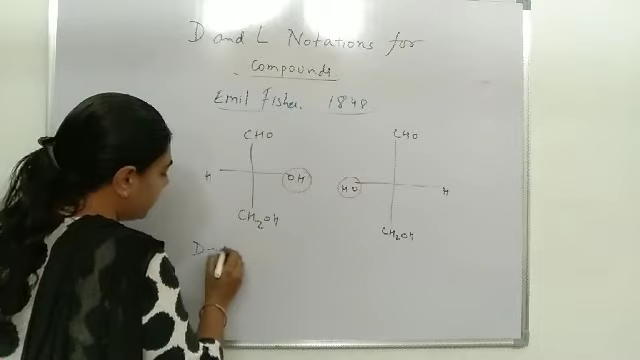 D and L Notations for
Compounds
Emil Fisher. 1848
CHO
CHO
H
OH
HO
H
CH2OH
CH2OH
D-